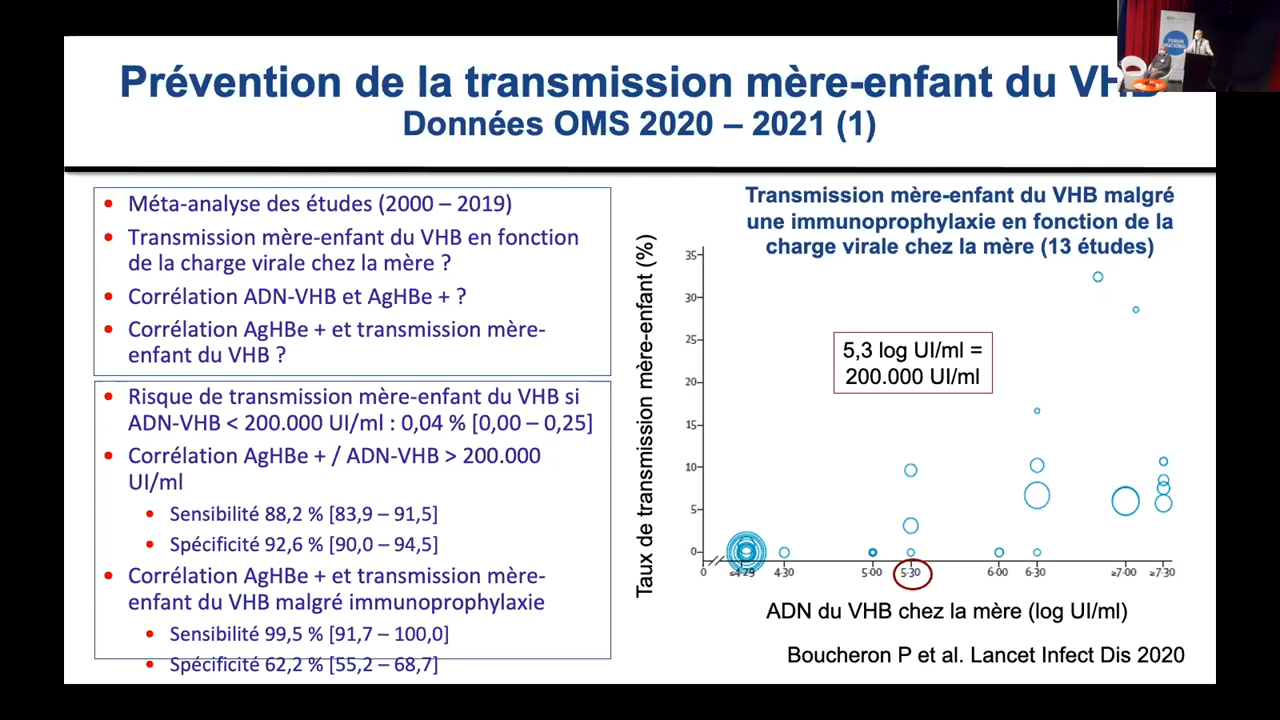 Prévention de la transmission mère-enfant du VHB
Données OMS 2020 – 2021 (1)
• Méta-analyse des études (2000 – 2019)
• Transmission mère-enfant du VHB en fonction
de la charge virale chez la mère ?
• Corrélation ADN-VHB et AgHBe + ?
• Corrélation AgHBe + et transmission mère-
enfant du VHB ?
• Risque de transmission mère-enfant du VHB si
ADN-VHB < 200.000 UI/ml : 0,04 % [0,00 – 0,25]
• Corrélation AgHBe + / ADN-VHB > 200.000
UI/ml
• Sensibilité 88,2 % [83,9 – 91,5]
• Spécificité 92,6 % [90,0 – 94,5]
• Corrélation AgHBe + et transmission mère-
enfant du VHB malgré immunoprophylaxie
• Sensibilité 99,5 % [91,7 – 100,0]
• Spécificité 62,2 % [55,2 – 68,7]
Transmission mère-enfant du VHB malgré
une immunoprophylaxie en fonction de la
charge virale chez la mère (13 études)
Taux de transmission mère-enfant (%)
35
30
25
20
15
10
5
0
5,3 log UI/ml =
200.000 UI/ml
0 ≤4·29 4·30 5·00 5·30 6·00 6·30 ≥7·00 ≥7·30
ADN du VHB chez la mère (log UI/ml)
Boucheron P et al. Lancet Infect Dis 2020
FORUM
NATIONAL